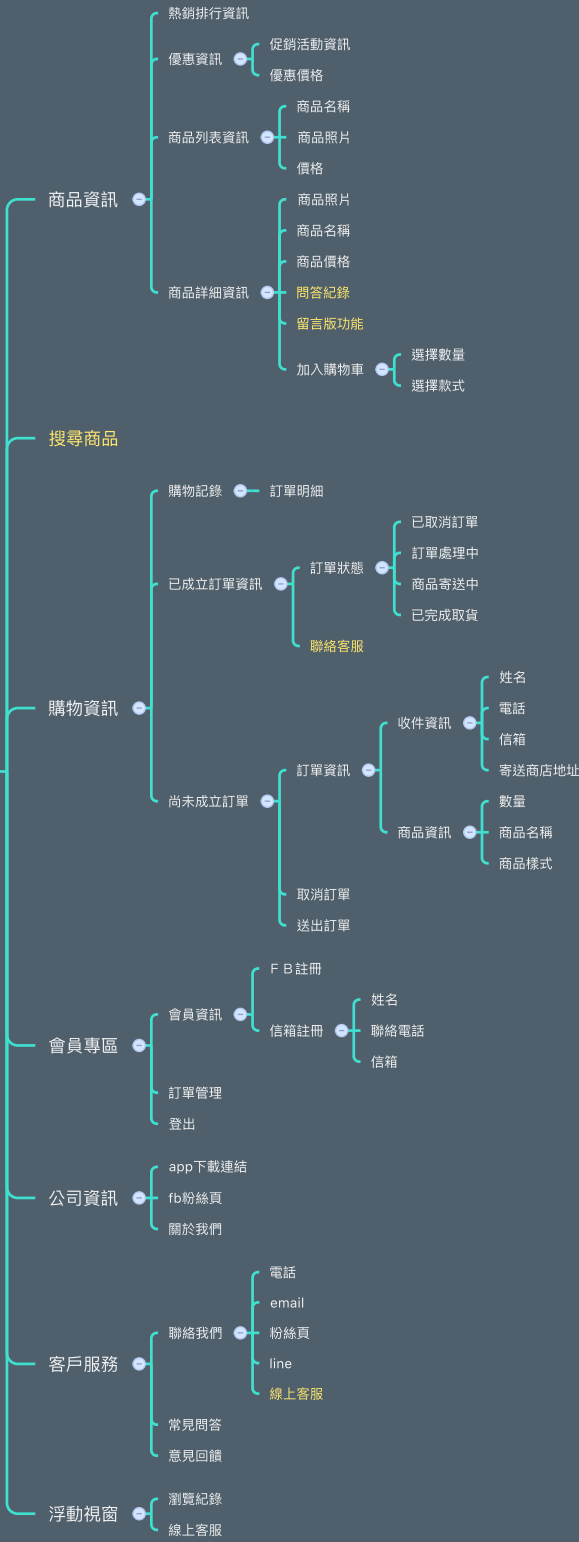 熱銷排行資訊
優惠資訊
促銷活動資訊
優惠價格
商品列表資訊
商品名稱
商品照片
價格
商品資訊
商品詳細資訊
商品照片
商品名稱
商品價格
問答紀錄
留言版功能
加入購物車
選擇數量
選擇款式
搜尋商品
購物資訊
購物記錄
訂單明細
已成立訂單資訊
訂單狀態
已取消訂單
訂單處理中
商品寄送中
已完成取貨
聯絡客服
尚未成立訂單
訂單資訊
收件資訊
姓名
電話
信箱
寄送商店地址
商品資訊
數量
商品名稱
商品樣式
取消訂單
送出訂單
會員專區
會員資訊
ＦＢ註冊
信箱註冊
姓名
聯絡電話
信箱
訂單管理
登出
公司資訊
app下載連結
fb粉絲頁
關於我們
客戶服務
聯絡我們
電話
email
粉絲頁
line
線上客服
常見問答
意見回饋
浮動視窗
瀏覽紀錄
線上客服